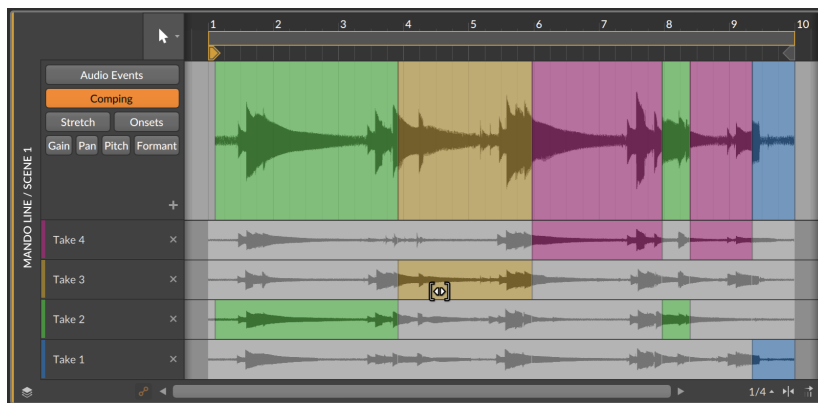 1 2 3 4 5 6 7 8 9 10
MANDO LINE / SCENE 1
Audio Events
Comping
Stretch Onsets
Gain Pan Pitch Formant
+
Take 4 ×
Take 3 ×
Take 2 ×
Take 1 ×
1/4